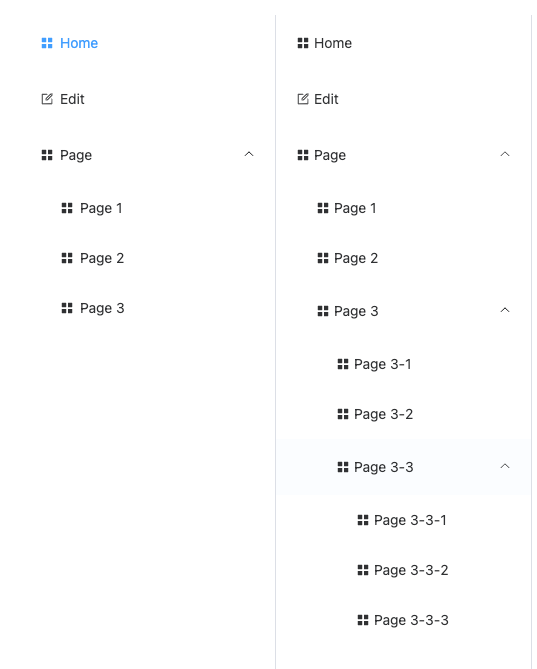 Home
Edit
Page
Page 1
Page 2
Page 3
Home
Edit
Page
Page 1
Page 2
Page 3
Page 3-1
Page 3-2
Page 3-3
Page 3-3-1
Page 3-3-2
Page 3-3-3